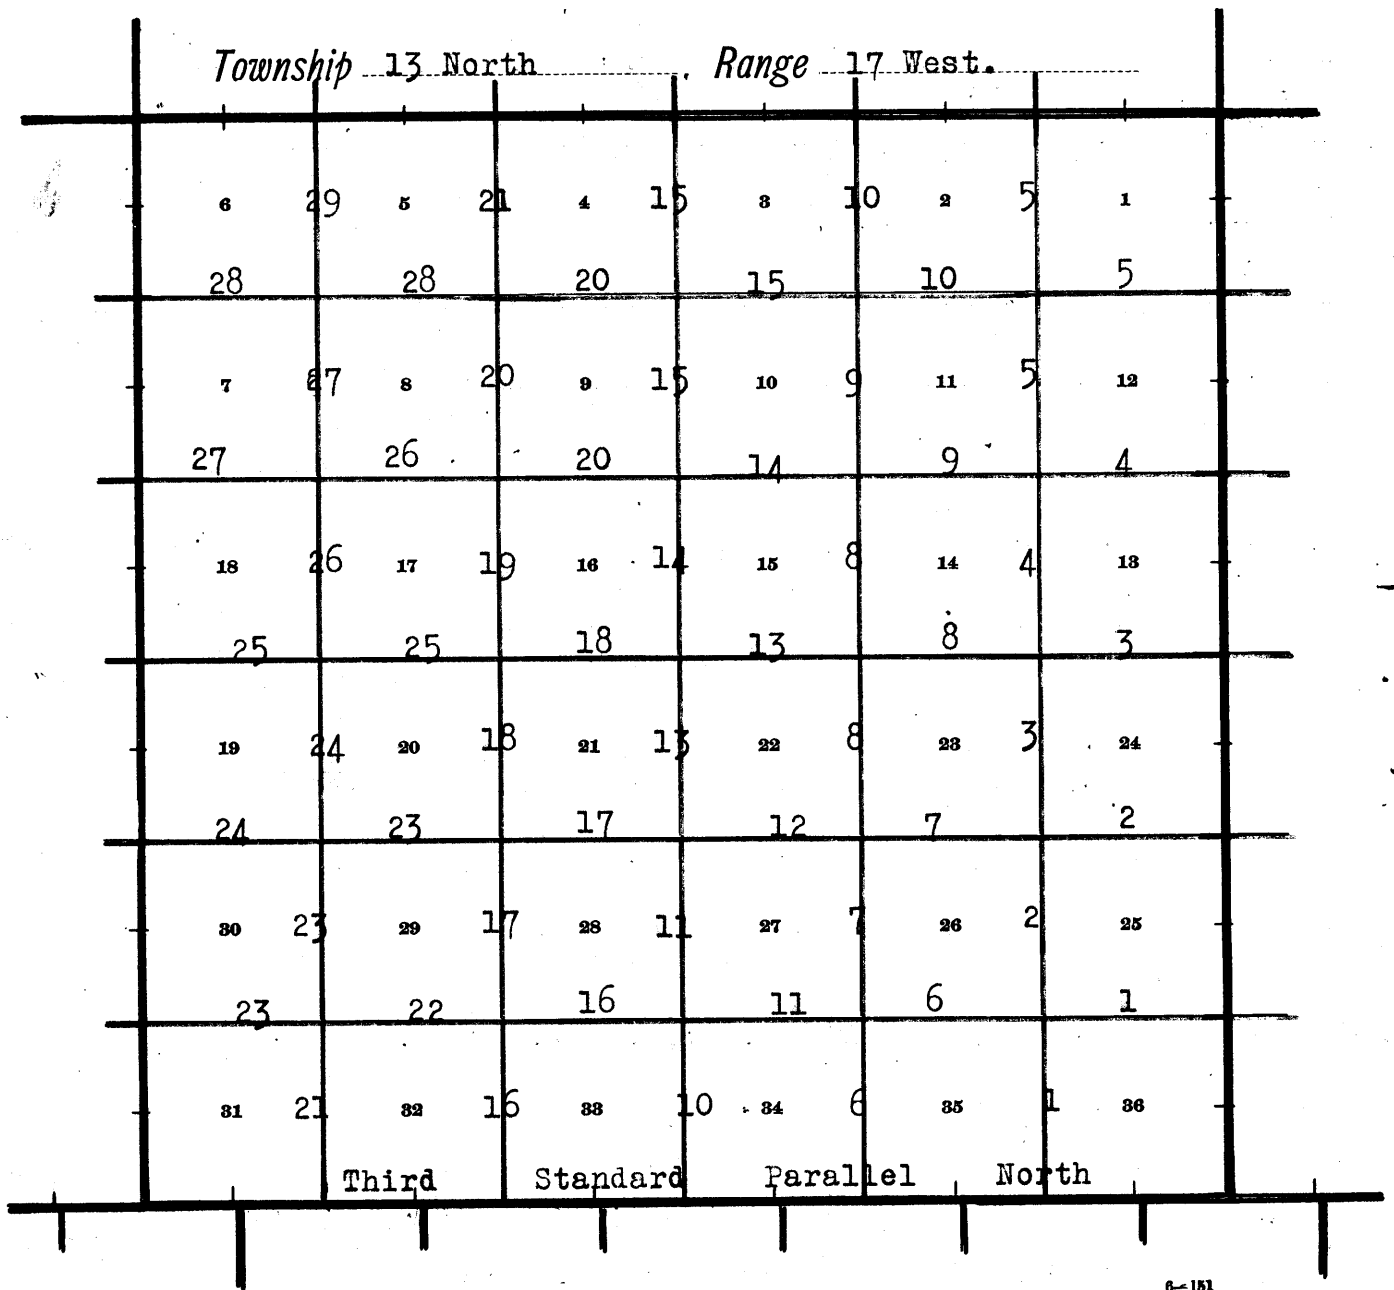 Township 13 North Range 17 West.
6 29 5 21 4 15 3 10 2 5 1
28 28 20 15 10 5
7 27 8 20 9 15 10 9 11 5 12
27 26 20 14 9 4
18 26 17 19 16 14 15 8 14 4 13
25 25 18 13 8 3
19 24 20 18 21 13 22 8 23 3 24
24 23 17 12 7 2
30 23 29 17 28 11 27 7 26 2 25
23 22 16 11 6 1
31 21 32 16 33 10 34 6 35 1 36
Third Standard Parallel North
6—151